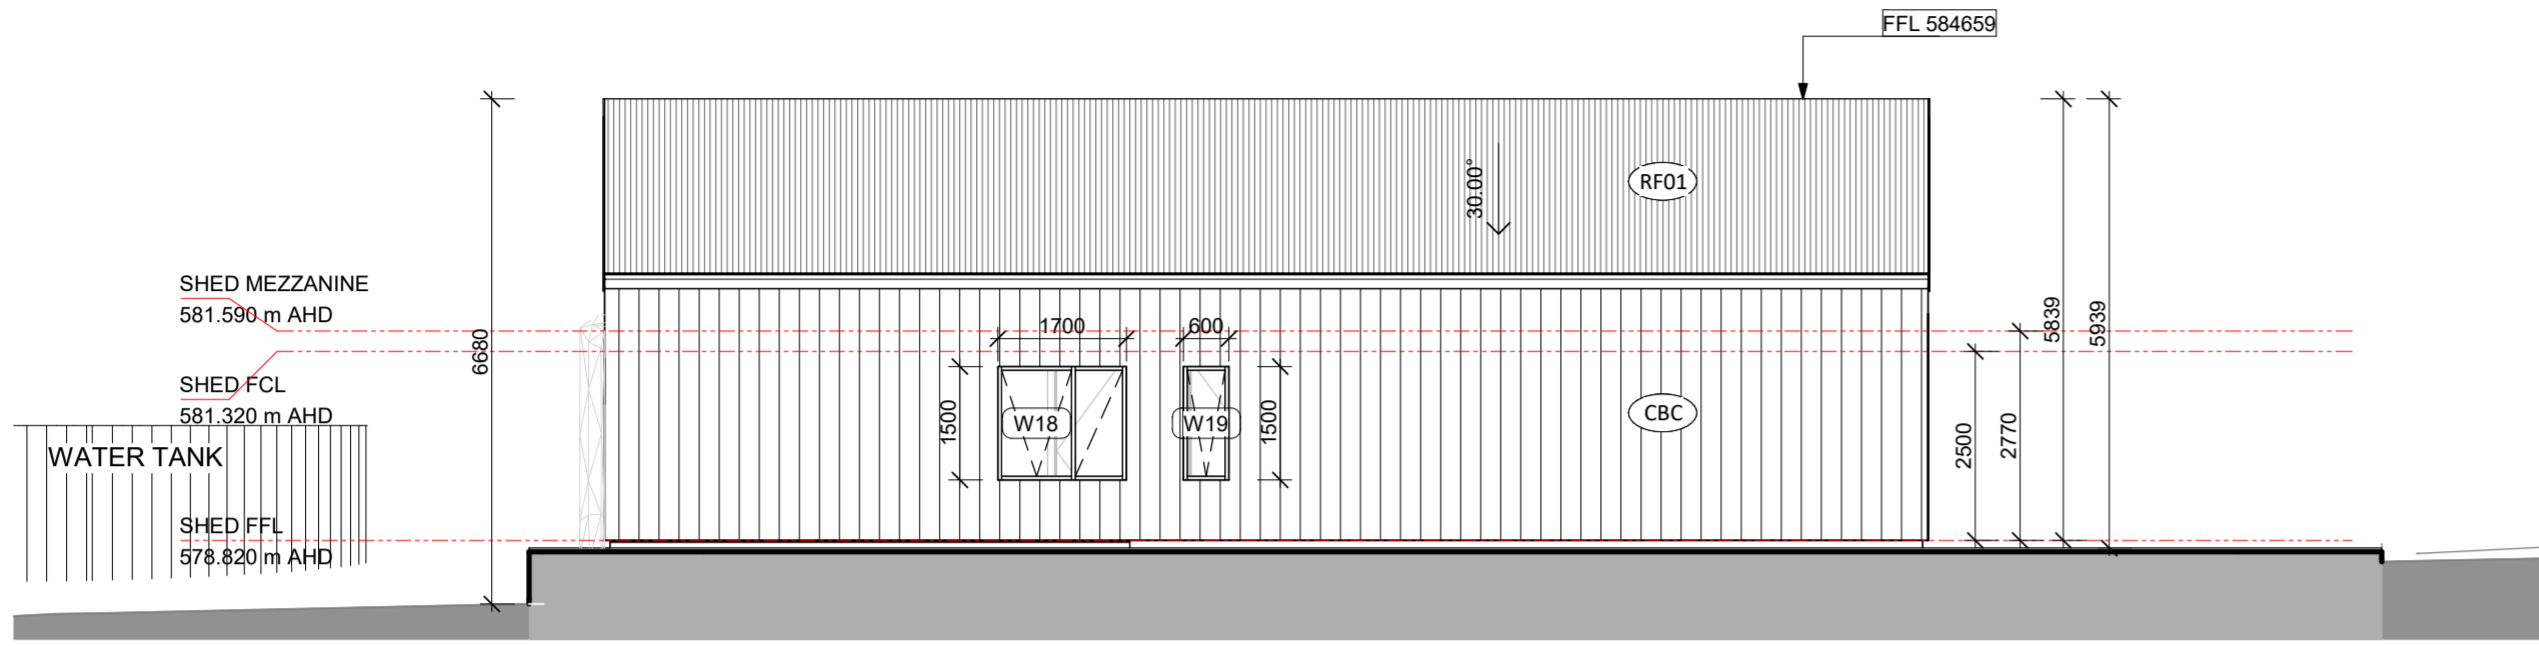 FFL 584659
RF01
30.00°
SHED MEZZANINE
581.590 m AHD
6680
1700
600
5839
5939
SHED FCL
581.320 m AHD
1500
W18
W19
1500
CBC
2500
2770
WATER TANK
SHED FFL
578.820 m AHD